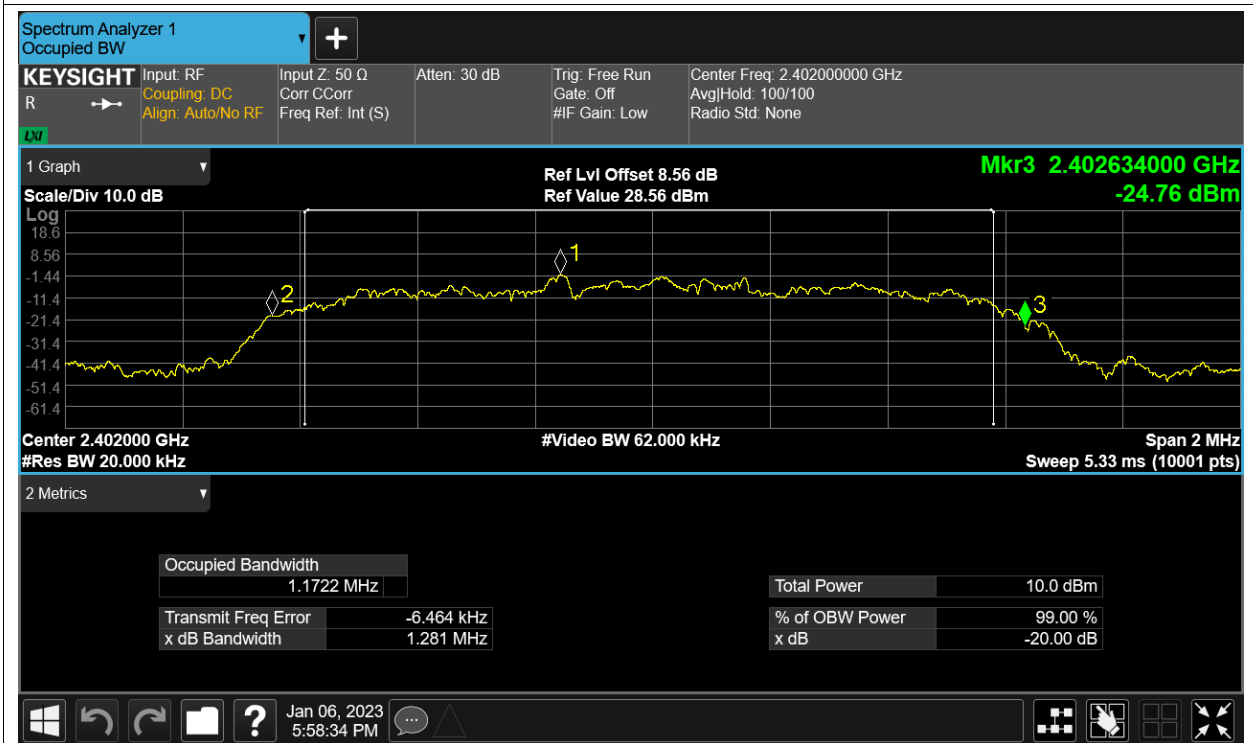 Spectrum Analyzer 1
Occupied BW
KEYSIGHT
R
LXI
Input: RF
Coupling: DC
Align: Auto/No RF
Input Z: 50 Ω
Corr CCorr
Freq Ref: Int (S)
Atten: 30 dB
Trig: Free Run
Gate: Off
#IF Gain: Low
Center Freq: 2.402000000 GHz
Avg|Hold: 100/100
Radio Std: None
1 Graph
Scale/Div 10.0 dB
Ref Lvl Offset 8.56 dB
Ref Value 28.56 dBm
Mkr3 2.402634000 GHz
-24.76 dBm
Log
18.6
8.56
-1.44
-11.4
-21.4
-31.4
-41.4
-51.4
-61.4
1
2
3
Center 2.402000 GHz
#Res BW 20.000 kHz
#Video BW 62.000 kHz
Span 2 MHz
Sweep 5.33 ms (10001 pts)
2 Metrics
Occupied Bandwidth
1.1722 MHz
Transmit Freq Error -6.464 kHz
x dB Bandwidth 1.281 MHz
Total Power 10.0 dBm
% of OBW Power 99.00 %
x dB -20.00 dB
?
Jan 06, 2023
5:58:34 PM